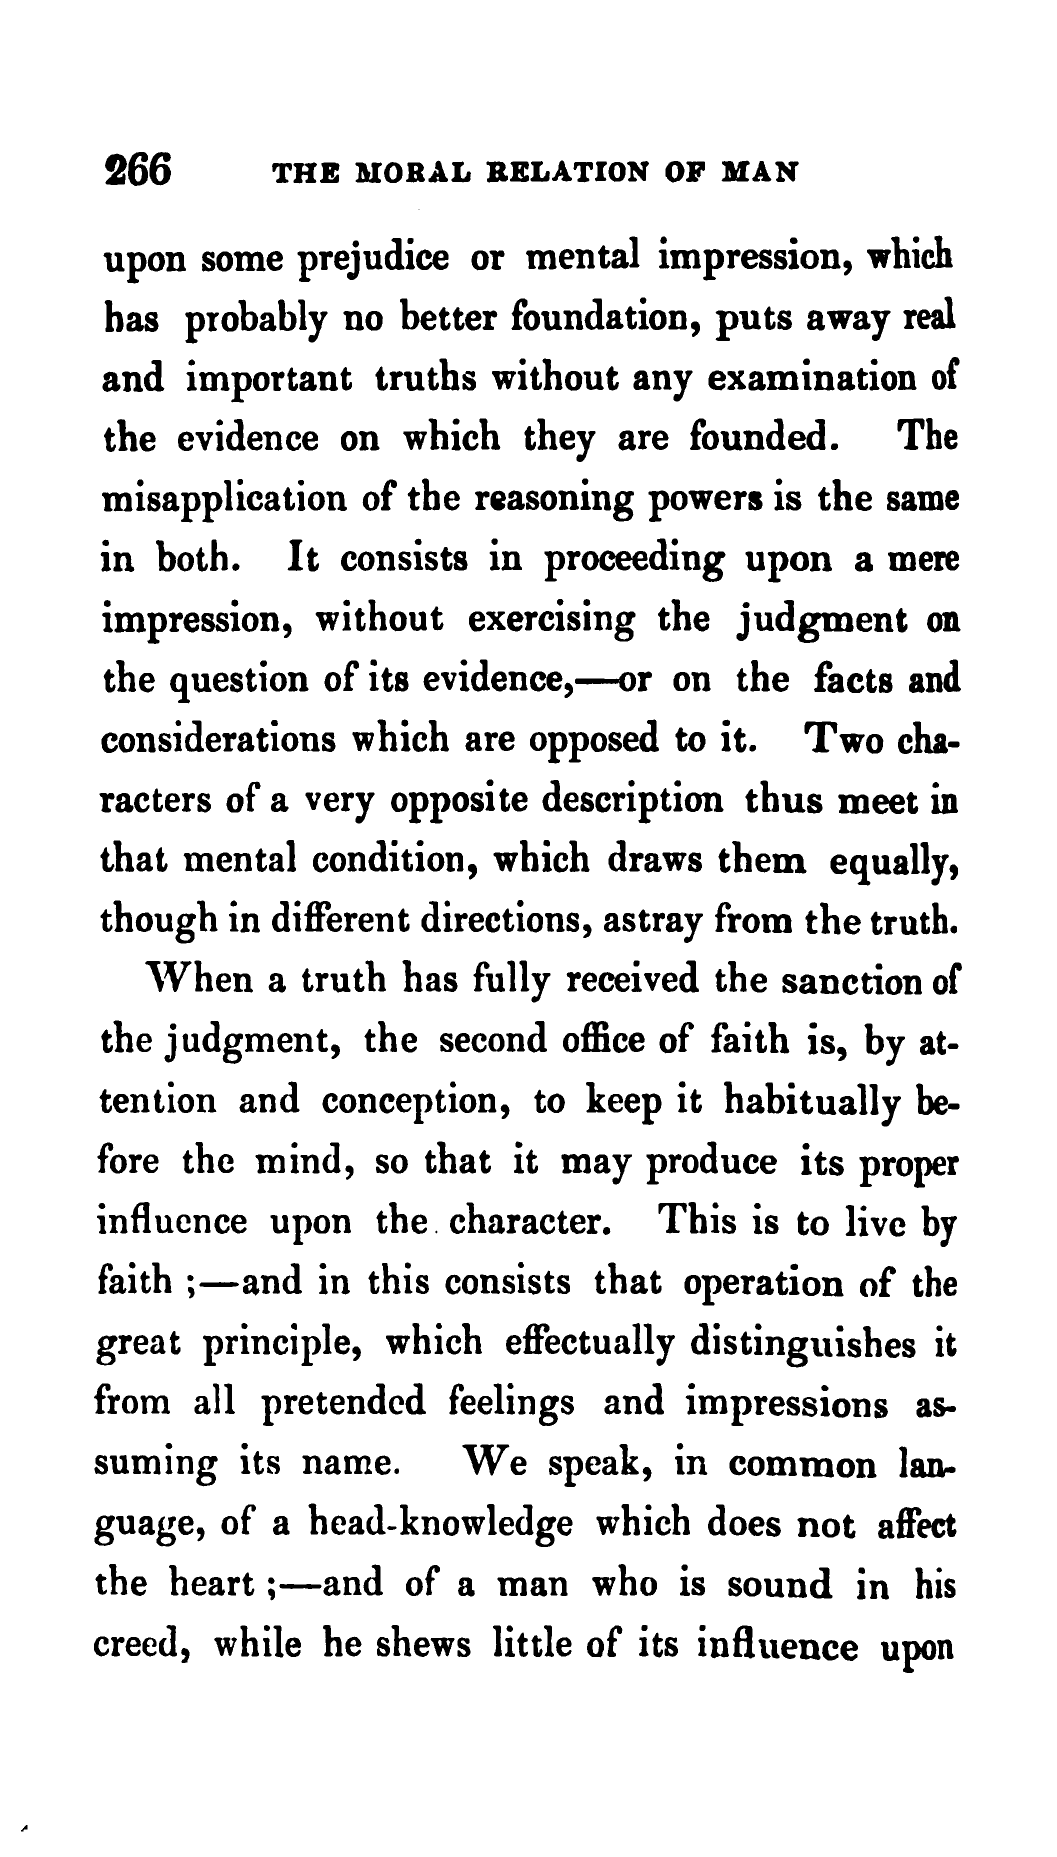 266 THE MORAL RELATION OF MAN
upon some prejudice or mental impression, which
has probably no better foundation, puts away real
and important truths without any examination of
the evidence on which they are founded. The
misapplication of the reasoning powers is the same
in both. It consists in proceeding upon a mere
impression, without exercising the judgment on
the question of its evidence,—or on the facts and
considerations which are opposed to it. Two cha-
racters of a very opposite description thus meet in
that mental condition, which draws them equally,
though in different directions, astray from the truth.
When a truth has fully received the sanction of
the judgment, the second office of faith is, by at-
tention and conception, to keep it habitually be-
fore the mind, so that it may produce its proper
influence upon the character. This is to live by
faith ;—and in this consists that operation of the
great principle, which effectually distinguishes it
from all pretended feelings and impressions as-
suming its name. We speak, in common lan-
guage, of a head-knowledge which does not affect
the heart ;—and of a man who is sound in his
creed, while he shews little of its influence upon